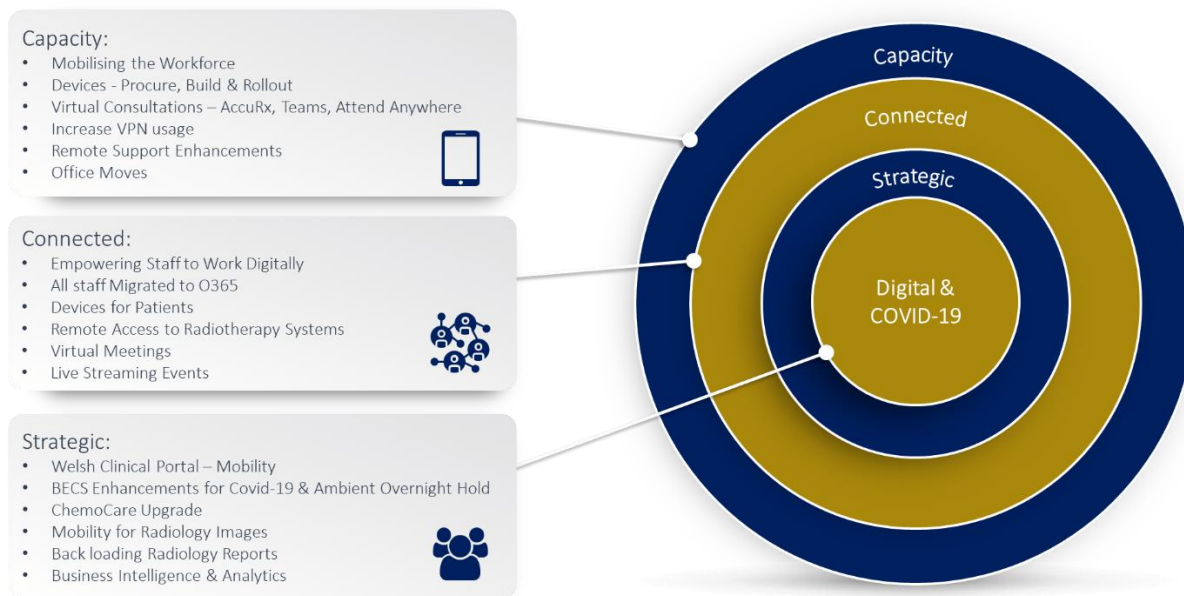 Capacity:
• Mobilising the Workforce
• Devices - Procure, Build & Rollout
• Virtual Consultations – AccuRx, Teams, Attend Anywhere
• Increase VPN usage
• Remote Support Enhancements
• Office Moves
Connected:
• Empowering Staff to Work Digitally
• All staff Migrated to O365
• Devices for Patients
• Remote Access to Radiotherapy Systems
• Virtual Meetings
• Live Streaming Events
Strategic:
• Welsh Clinical Portal – Mobility
• BECS Enhancements for Covid-19 & Ambient Overnight Hold
• ChemoCare Upgrade
• Mobility for Radiology Images
• Back loading Radiology Reports
• Business Intelligence & Analytics
Capacity
Connected
Strategic
Digital &
COVID-19